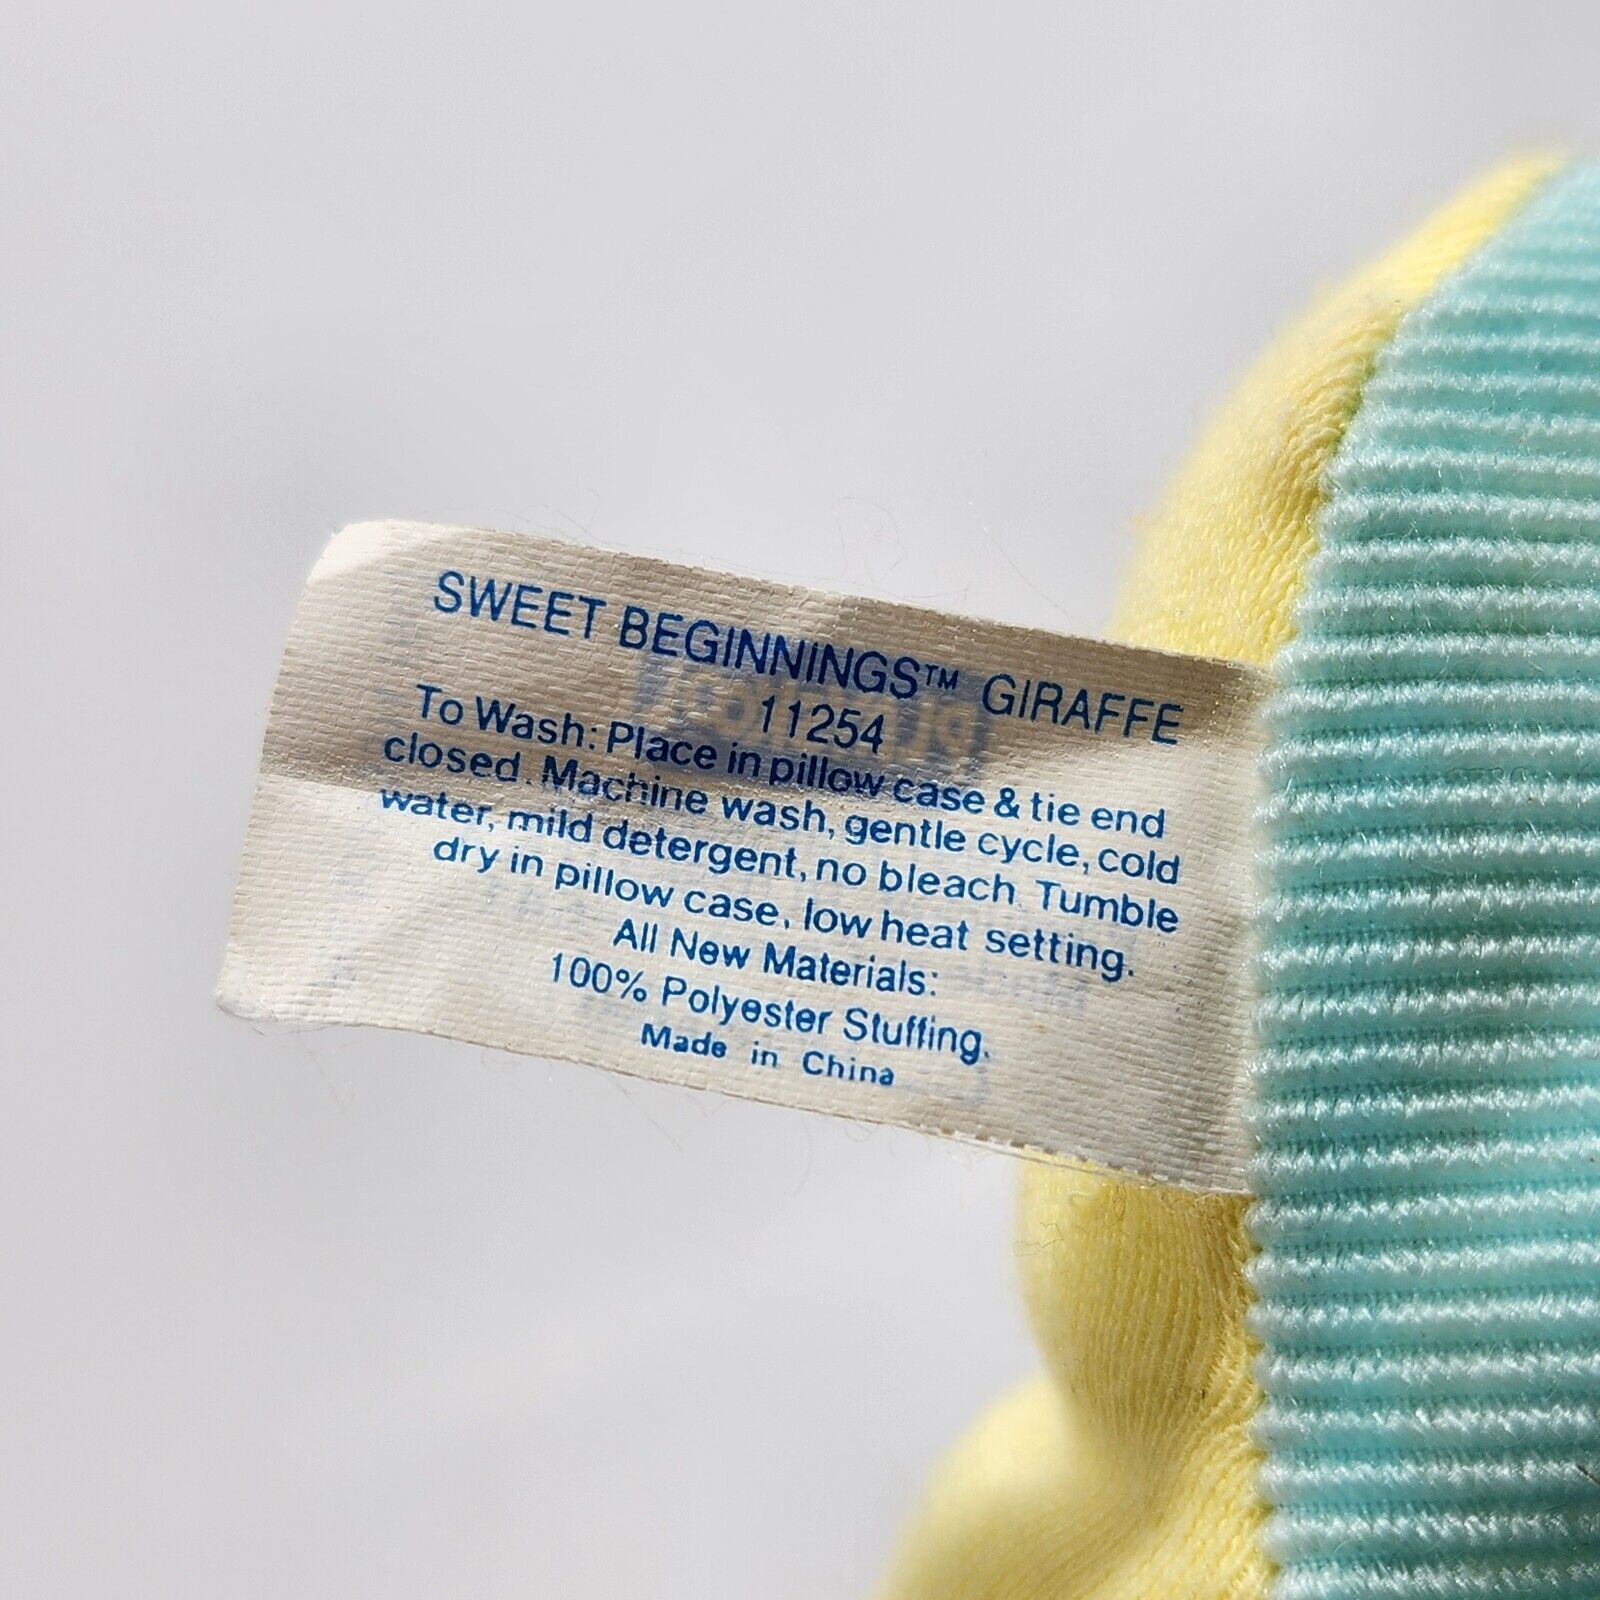 SWEET BEGINNINGS™ GIRAFFE
11254
To Wash: Place in pillow case & tie end
closed. Machine wash, gentle cycle, cold
water, mild detergent, no bleach. Tumble
dry in pillow case, low heat setting.
All New Materials:
100% Polyester Stuffing.
Made in China